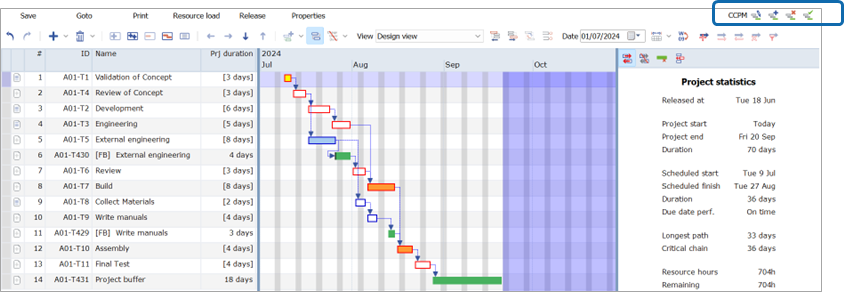 Save Goto Print Resource load Release Properties CCPM
View Design view Date 01/07/2024
# ID Name Prj duration 2024
Jul Aug Sep Oct
1 A01-T1 Validation of Concept [3 days]
2 A01-T4 Review of Concept [3 days]
3 A01-T2 Development [6 days]
4 A01-T3 Engineering [5 days]
5 A01-T5 External engineering [8 days]
6 A01-T430 [FB] External engineering 4 days
7 A01-T6 Review [3 days]
8 A01-T7 Build [8 days]
9 A01-T8 Collect Materials [2 days]
10 A01-T9 Write manuals [4 days]
11 A01-T429 [FB] Write manuals 3 days
12 A01-T10 Assembly [4 days]
13 A01-T11 Final Test [4 days]
14 A01-T431 Project buffer 18 days
Project statistics
Released at Tue 18 Jun
Project start Today
Project end Fri 20 Sep
Duration 70 days
Scheduled start Tue 9 Jul
Scheduled finish Tue 27 Aug
Duration 36 days
Due date perf. On time
Longest path 33 days
Critical chain 36 days
Resource hours 704h
Remaining 704h